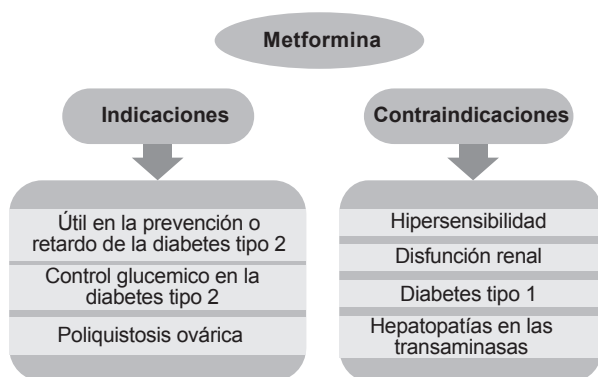 Metformina
Indicaciones
Útil en la prevención o
retardo de la diabetes tipo 2
Control glucemico en la
diabetes tipo 2
Poliquistosis ovárica
Contraindicaciones
Hipersensibilidad
Disfunción renal
Diabetes tipo 1
Hepatopatías en las
transaminasas